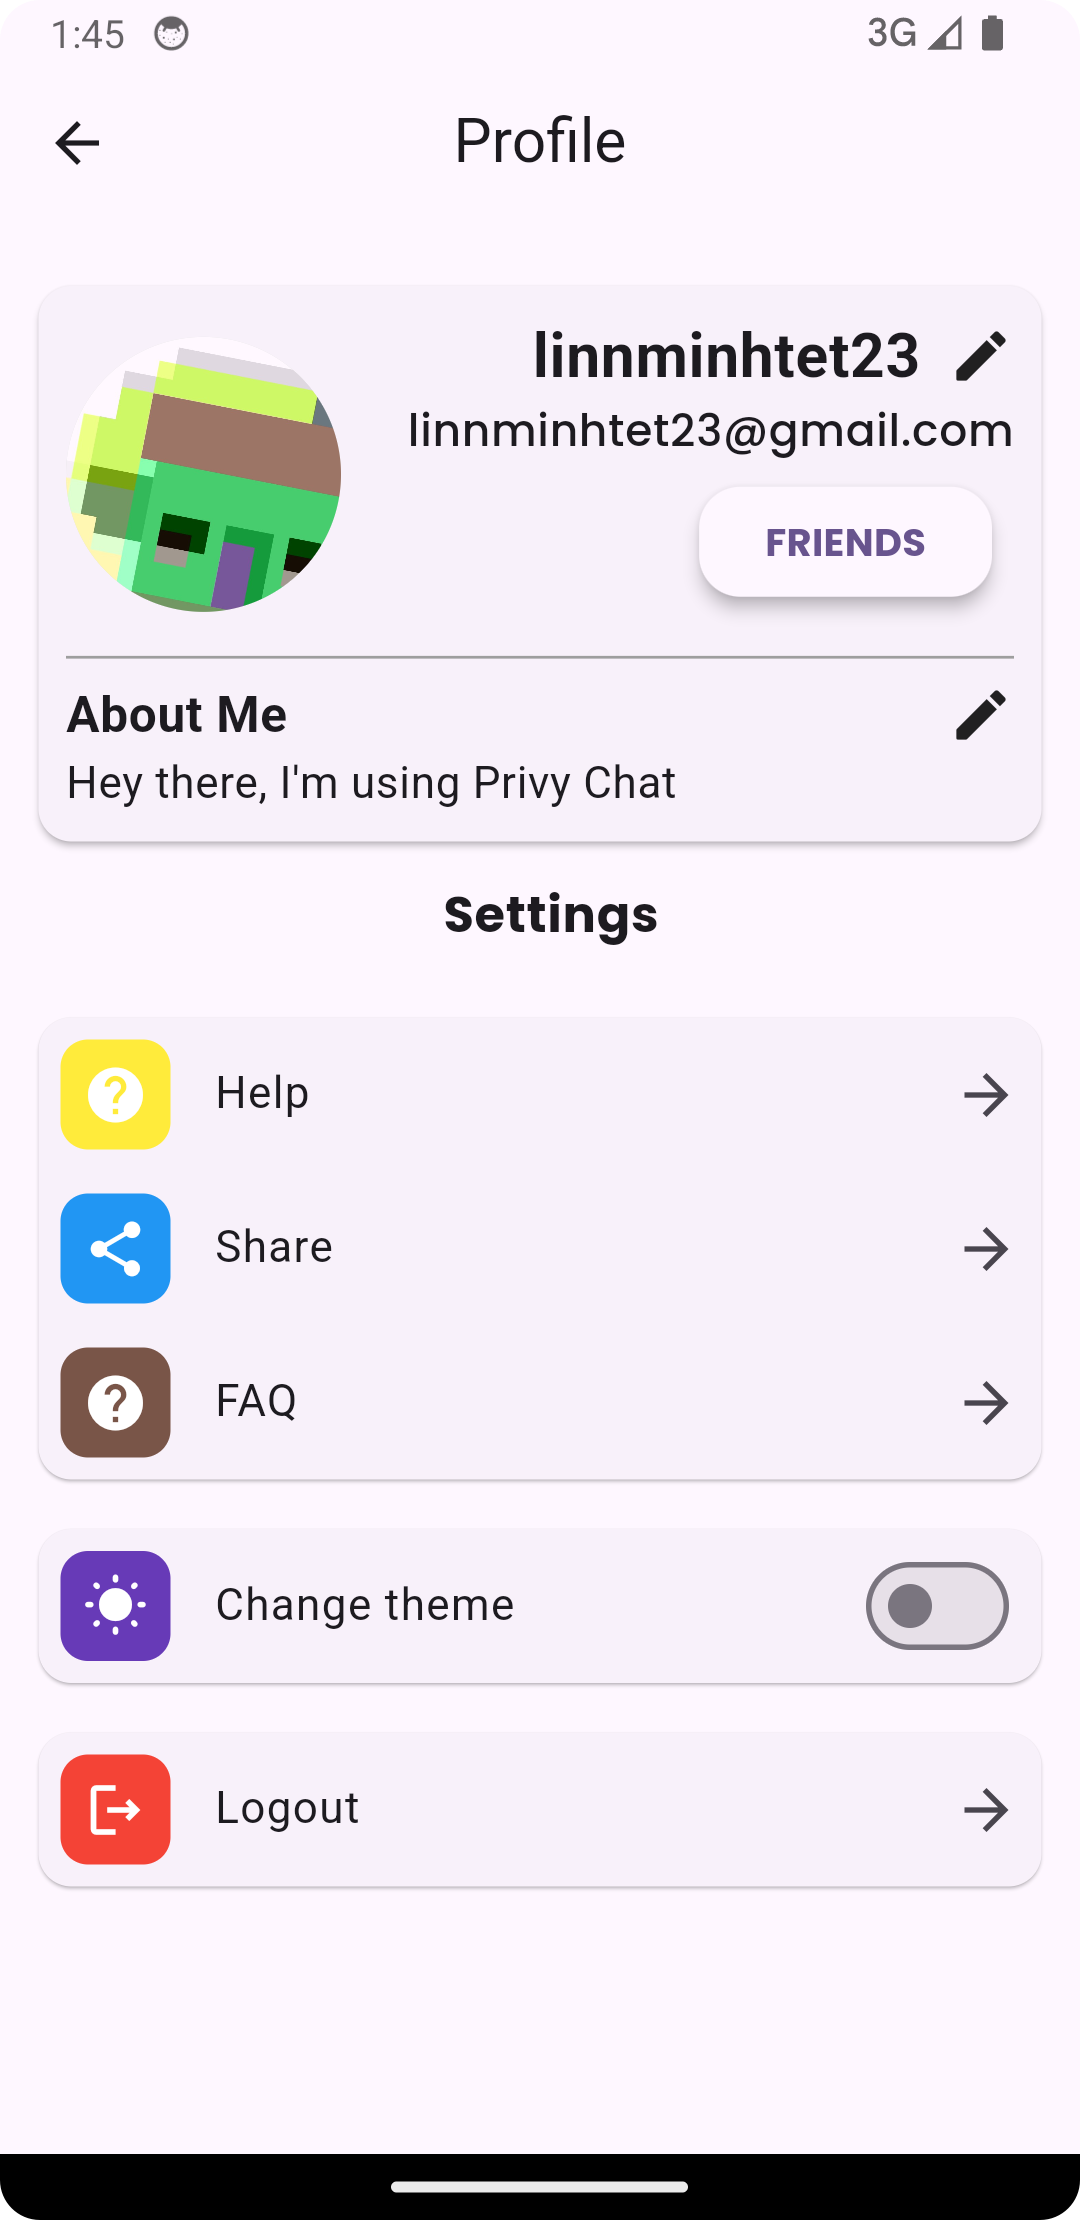 1:45
3G
Profile
linnminhtet23
linnminhtet23@gmail.com
FRIENDS
About Me
Hey there, I'm using Privy Chat
Settings
Help
Share
FAQ
Change theme
Logout